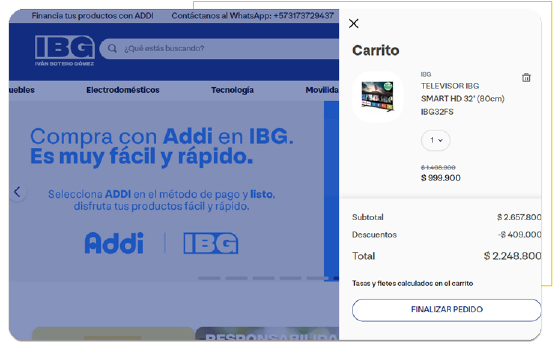 Financia tus productos con ADDI
Contáctanos al WhatsApp: +573173729437
IBG
IVÁN BOTERO GÓMEZ
¿Qué estás buscando?
uebles
Electrodomésticos
Tecnología
Movilida
Compra con Addi en IBG.
Es muy fácil y rápido.
Selecciona ADDI en el método de pago y listo,
disfruta tus productos fácil y rápido.
Addi
IBG
RESPONSABILIDA
Carrito
IBG
TELEVISOR IBG
SMART HD 32' (80cm)
IBG32FS
1
$ 1.408.900
$ 999.900
Subtotal $ 2.657.800
Descuentos -$ 409.000
Total $ 2.248.800
Tasas y fletes calculados en el carrito
FINALIZAR PEDIDO